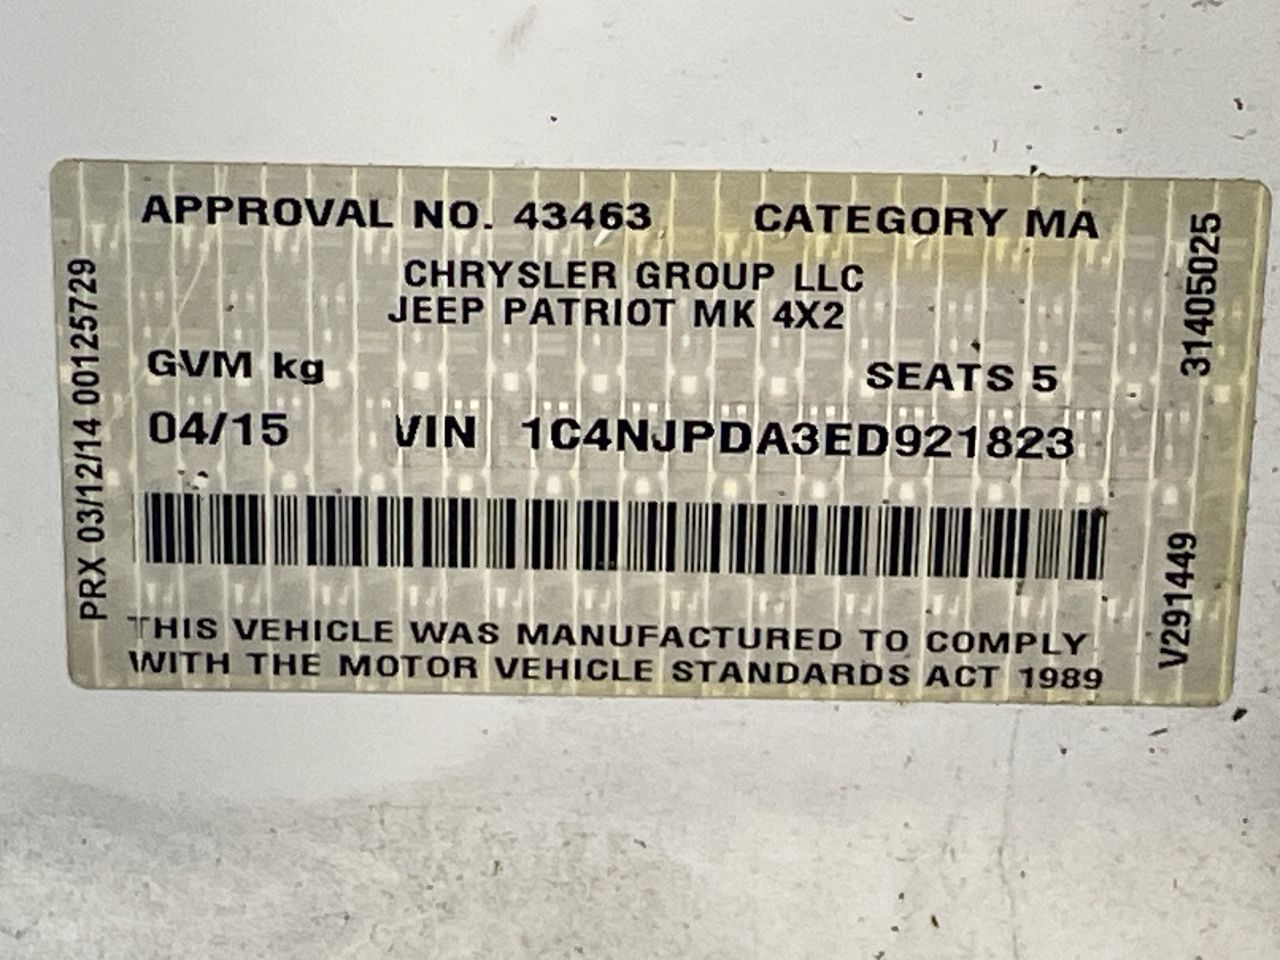 APPROVAL NO. 43463 CATEGORY MA
CHRYSLER GROUP LLC
JEEP PATRIOT MK 4X2
GVM kg SEATS 5
04/15 VIN 1C4NJPDA3ED921823
THIS VEHICLE WAS MANUFACTURED TO COMPLY
WITH THE MOTOR VEHICLE STANDARDS ACT 1989
PRX 03/12/14 00125729
31405025
V291449